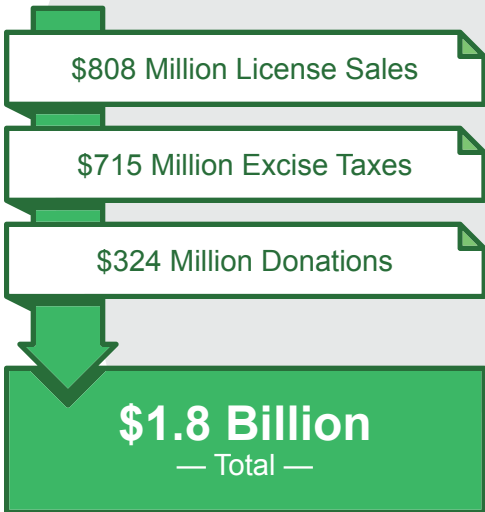 $808 Million License Sales
$715 Million Excise Taxes
$324 Million Donations
$1.8 Billion
— Total —